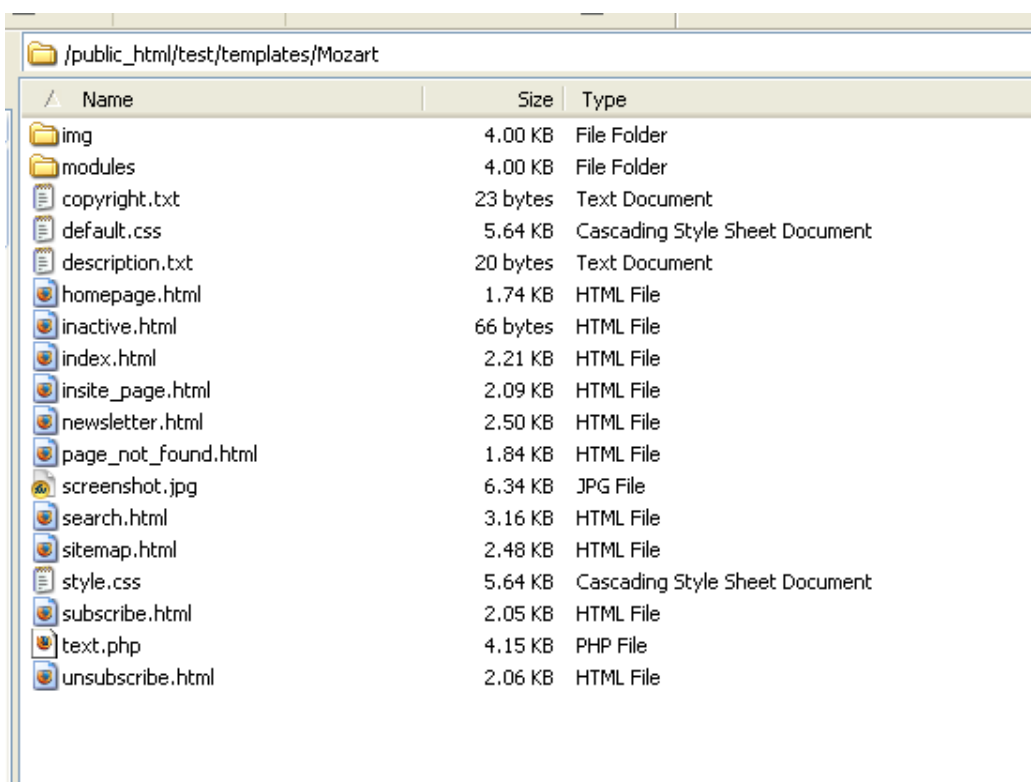 /public_html/test/templates/Mozart
Name Size Type
img 4.00 KB File Folder
modules 4.00 KB File Folder
copyright.txt 23 bytes Text Document
default.css 5.64 KB Cascading Style Sheet Document
description.txt 20 bytes Text Document
homepage.html 1.74 KB HTML File
inactive.html 66 bytes HTML File
index.html 2.21 KB HTML File
insite_page.html 2.09 KB HTML File
newsletter.html 2.50 KB HTML File
page_not_found.html 1.84 KB HTML File
screenshot.jpg 6.34 KB JPG File
search.html 3.16 KB HTML File
sitemap.html 2.48 KB HTML File
style.css 5.64 KB Cascading Style Sheet Document
subscribe.html 2.05 KB HTML File
text.php 4.15 KB PHP File
unsubscribe.html 2.06 KB HTML File